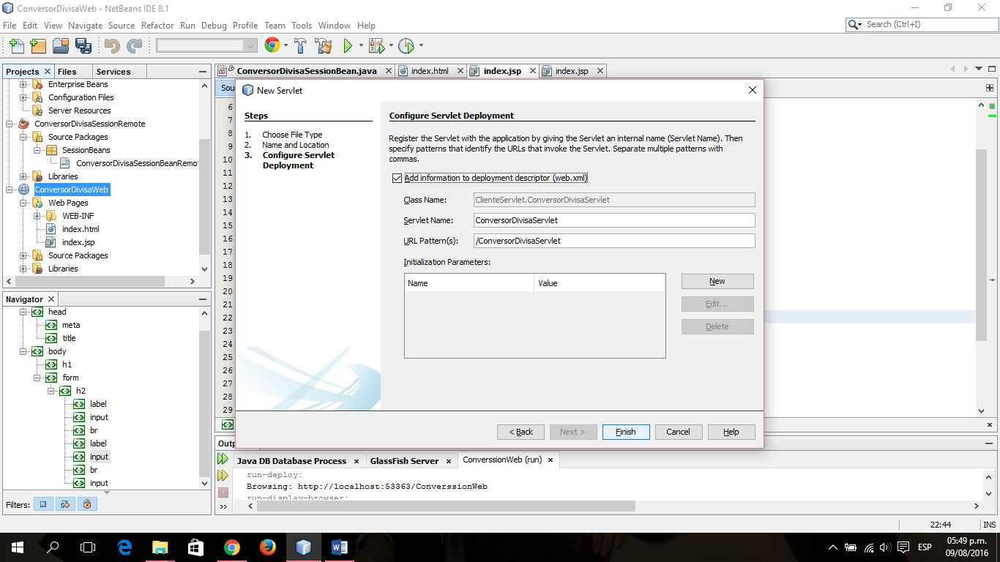 ConversorDivisaWeb - NetBeans IDE 8.1
File Edit View Navigate Source Refactor Run Debug Profile Team Tools Window Help
Search (Ctrl+I)
Projects Files Services
Enterprise Beans
Configuration Files
Server Resources
ConversorDivisaSessionRemote
Source Packages
SessionBeans
ConversorDivisaSessionBeanRemot
Libraries
ConversorDivisaWeb
Web Pages
WEB-INF
index.html
index.jsp
Source Packages
Libraries
Navigator
head
meta
title
body
h1
form
h2
label
input
br
label
input
br
input
Filters:
ConversorDivisaSessionBean.java index.html index.jsp index.jsp
Sou
6
7
8
9
10
11
12
13
14
15
16
17
18
19
20
21
22
23
24
25
26
27
28
29
New Servlet
Steps
1. Choose File Type
2. Name and Location
3. Configure Servlet
Deployment
Configure Servlet Deployment
Register the Servlet with the application by giving the Servlet an internal name (Servlet Name). Then
specify patterns that identify the URLs that invoke the Servlet. Separate multiple patterns with
commas.
Add information to deployment descriptor (web.xml)
Class Name: ClienteServlet.ConversorDivisaServlet
Servlet Name: ConversorDivisaServlet
URL Pattern(s): /ConversorDivisaServlet
Initialization Parameters:
Name Value
New
Edit...
Delete
< Back Next > Finish Cancel Help
Outp
Java DB Database Process GlassFish Server ConverssionWeb (run)
run-deploy:
Browsing: http://localhost:53363/ConverssionWeb
run-display-browser:
22:44 INS
ESP
05:49 p.m.
09/08/2016